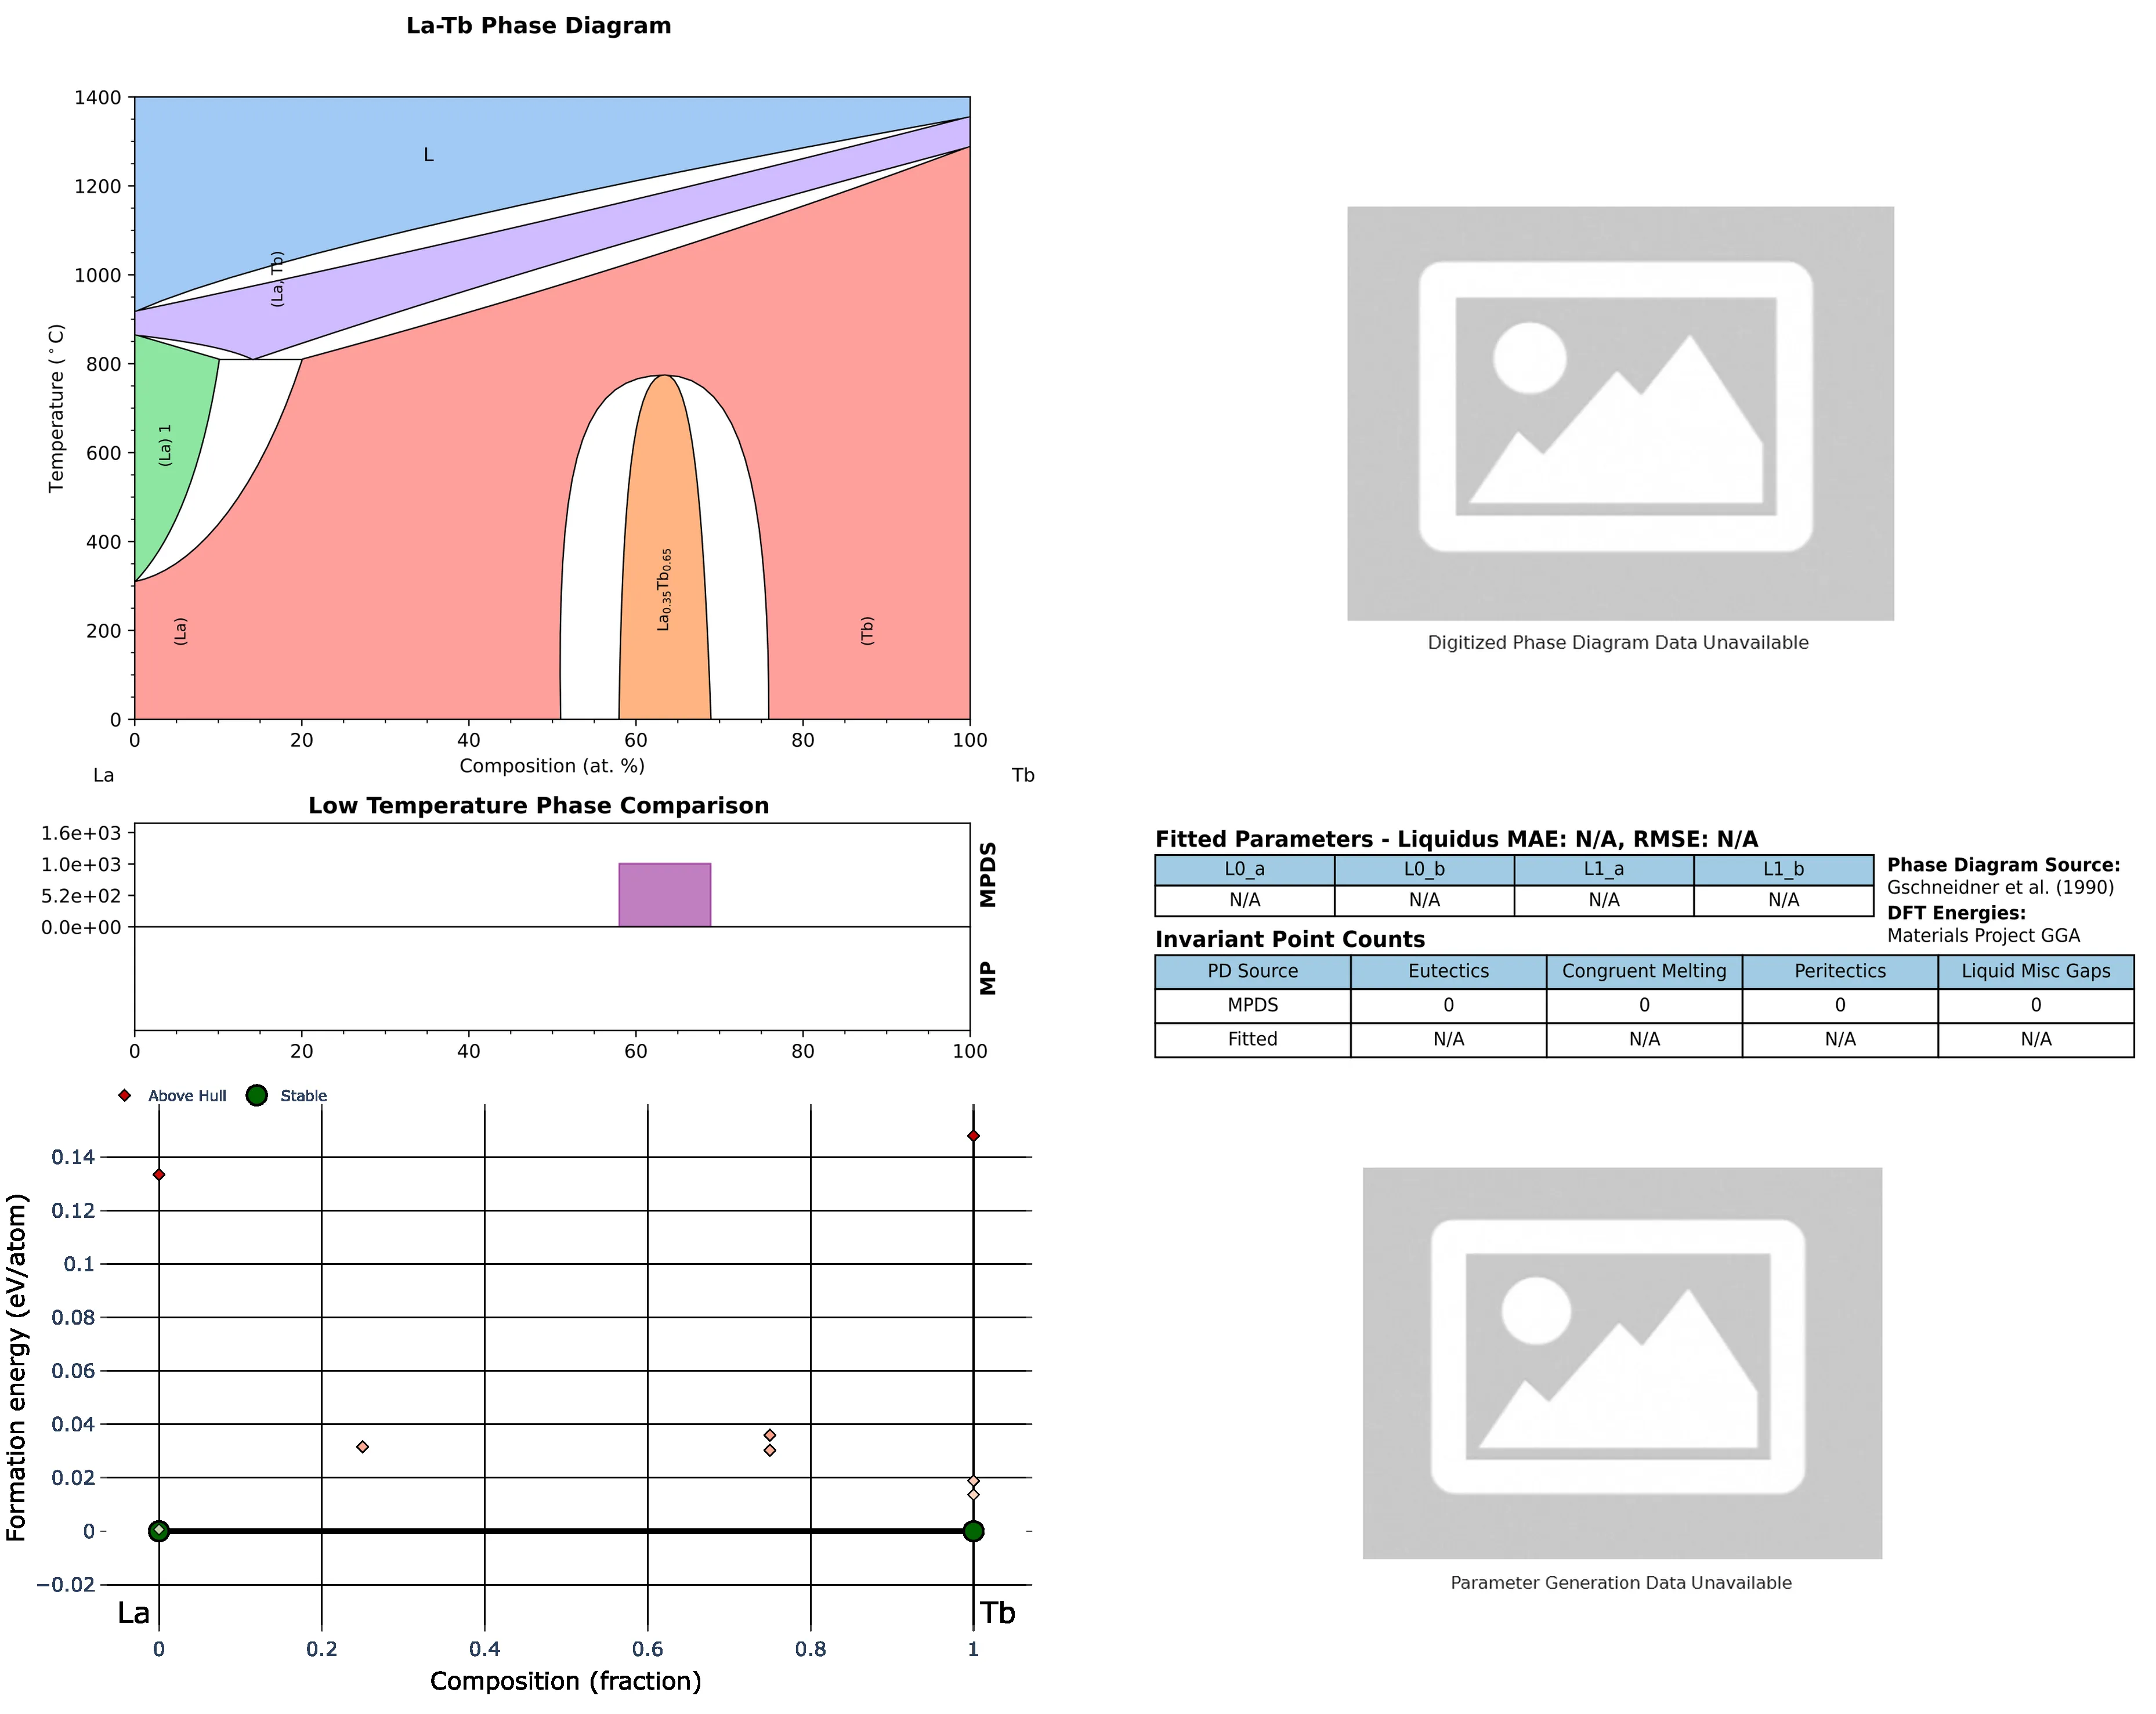 La-Tb Phase Diagram
1400
1200
1000
800
600
400
200
0
Temperature (°C)
L
(La, Tb)
(La) 1
(La)
La0.35Tb0.65
(Tb)
0 20 40 60 80 100
Composition (at. %)
La Tb
Digitized Phase Diagram Data Unavailable
Low Temperature Phase Comparison
1.6e+03
1.0e+03
5.2e+02
0.0e+00
MPDS
MP
0 20 40 60 80 100
Fitted Parameters - Liquidus MAE: N/A, RMSE: N/A
L0_a L0_b L1_a L1_b
N/A N/A N/A N/A
Phase Diagram Source:
Gschneidner et al. (1990)
DFT Energies:
Materials Project GGA
Invariant Point Counts
PD Source Eutectics Congruent Melting Peritectics Liquid Misc Gaps
MPDS 0 0 0 0
Fitted N/A N/A N/A N/A
Above Hull Stable
0.14
0.12
0.1
0.08
0.06
0.04
0.02
0
−0.02
Formation energy (eV/atom)
La Tb
0 0.2 0.4 0.6 0.8 1
Composition (fraction)
Parameter Generation Data Unavailable